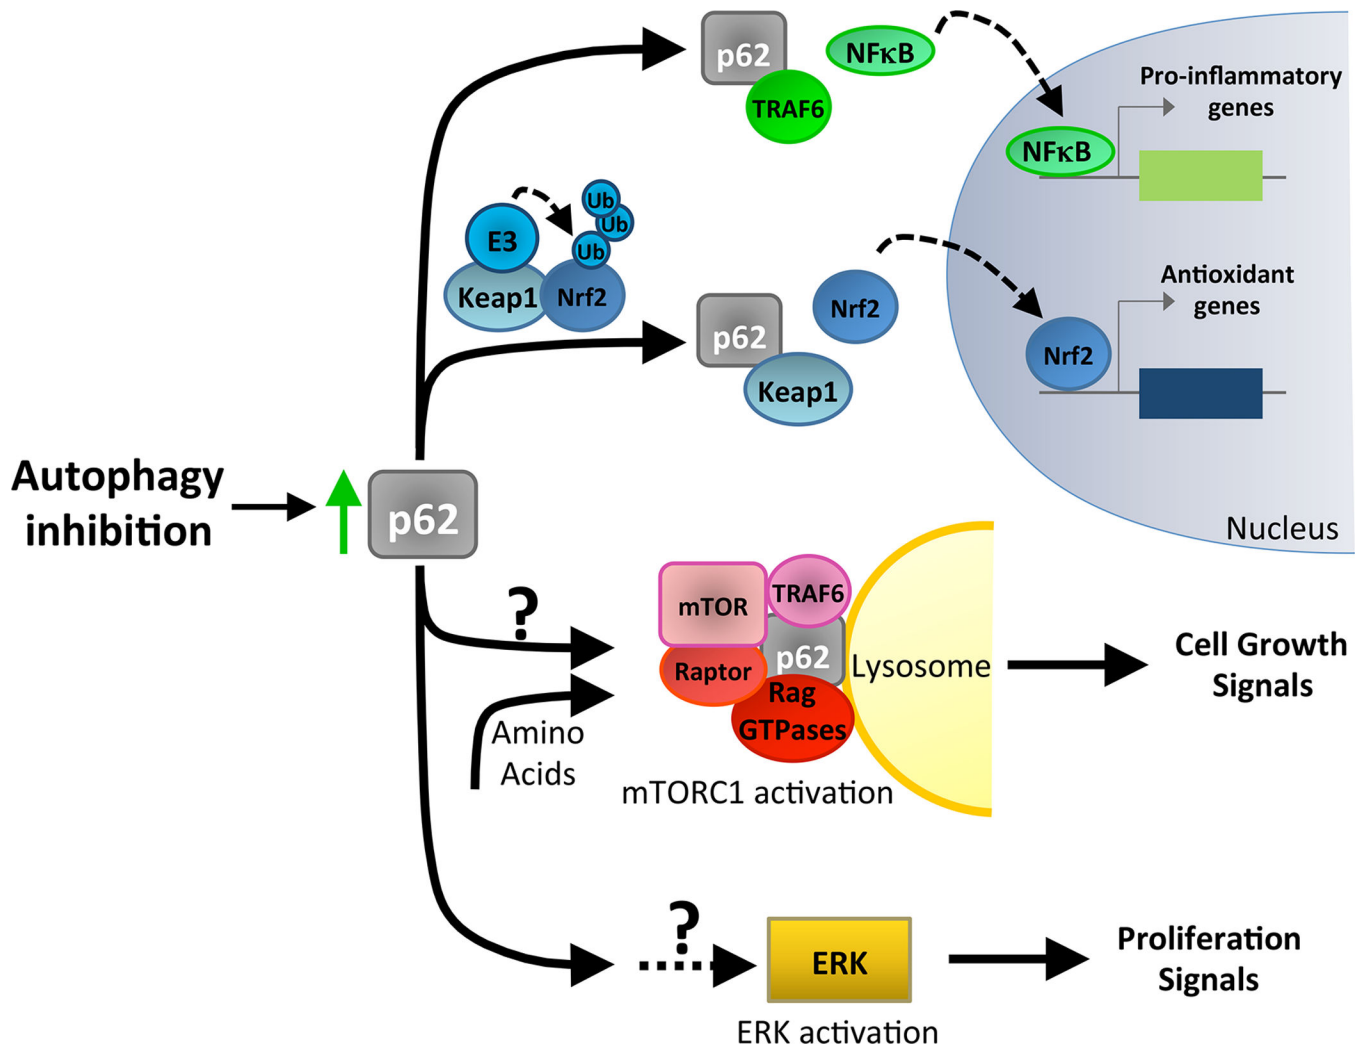 p62
TRAF6
NFκB
NFκB
Pro-inflammatory
genes
E3
Keap1
Nrf2
Ub
Ub
Ub
p62
Keap1
Nrf2
Nrf2
Antioxidant
genes
Nucleus
Autophagy
inhibition
p62
?
Amino
Acids
mTOR
TRAF6
Raptor
p62
Rag
GTPases
Lysosome
mTORC1 activation
Cell Growth
Signals
?
ERK
ERK activation
Proliferation
Signals